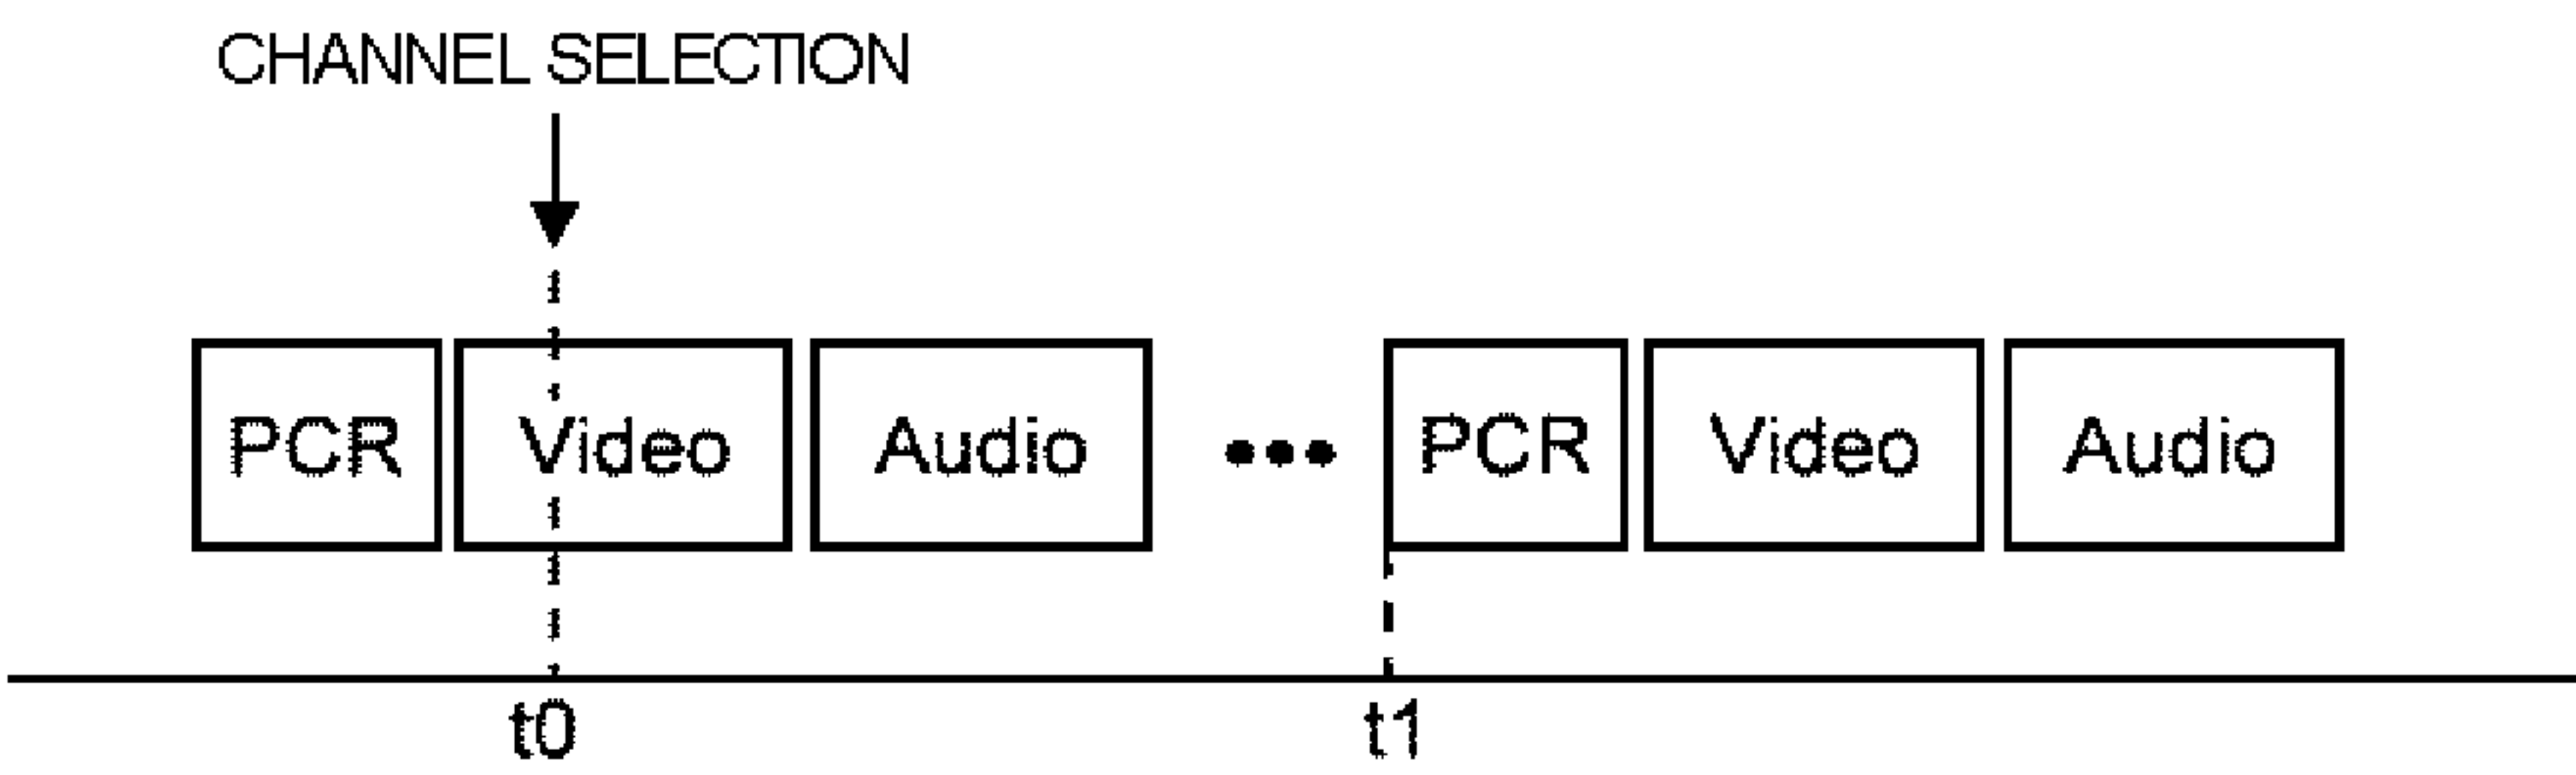 CHANNEL SELECTION
PCR Video Audio ••• PCR Video Audio
t0 t1